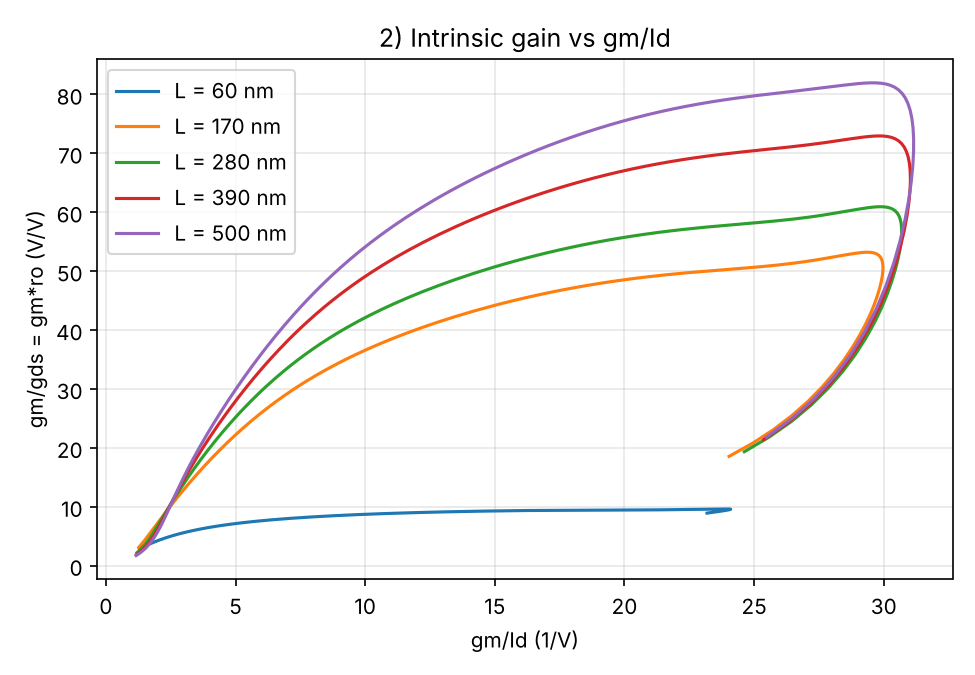 2) Intrinsic gain vs gm/Id
L = 60 nm
L = 170 nm
L = 280 nm
L = 390 nm
L = 500 nm
gm/gds = gm*ro (V/V)
80
70
60
50
40
30
20
10
0
0 5 10 15 20 25 30
gm/Id (1/V)